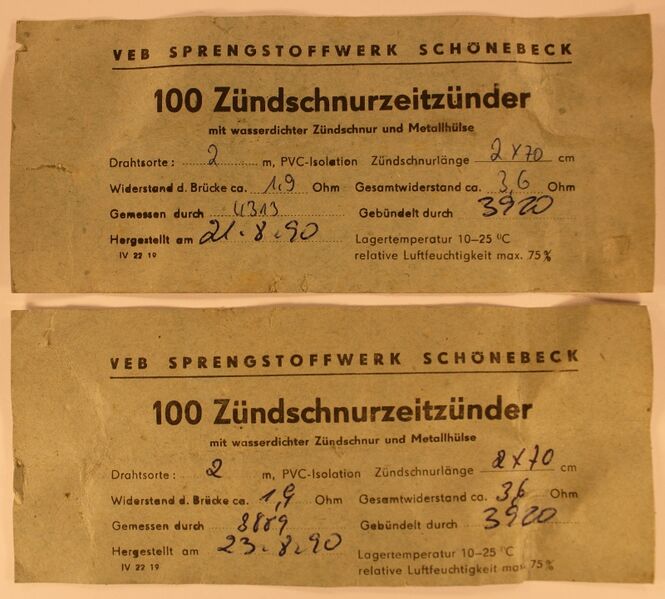 VEB SPRENGSTOFFWERK SCHÖNEBECK
100 Zündschnurzeitzünder
mit wasserdichter Zündschnur und Metallhülse
Drahtsorte: 2 m, PVC-Isolation Zündschnurlänge 2 x 70 cm
Widerstand d. Brücke ca. 1,9 Ohm Gesamtwiderstand ca. 3,6 Ohm
Gemessen durch 4313 Gebündelt durch 3920
Hergestellt am 21.8.90 Lagertemperatur 10-25 °C
IV 22 19 relative Luftfeuchtigkeit max. 75%
VEB SPRENGSTOFFWERK SCHÖNEBECK
100 Zündschnurzeitzünder
mit wasserdichter Zündschnur und Metallhülse
Drahtsorte: 2 m, PVC-Isolation Zündschnurlänge 2 x 70 cm
Widerstand d. Brücke ca. 1,9 Ohm Gesamtwiderstand ca. 3,6 Ohm
Gemessen durch Gebündelt durch 3920
Hergestellt am 23.8.90 Lagertemperatur 10-25 °C
IV 22 19 relative Luftfeuchtigkeit max. 75%